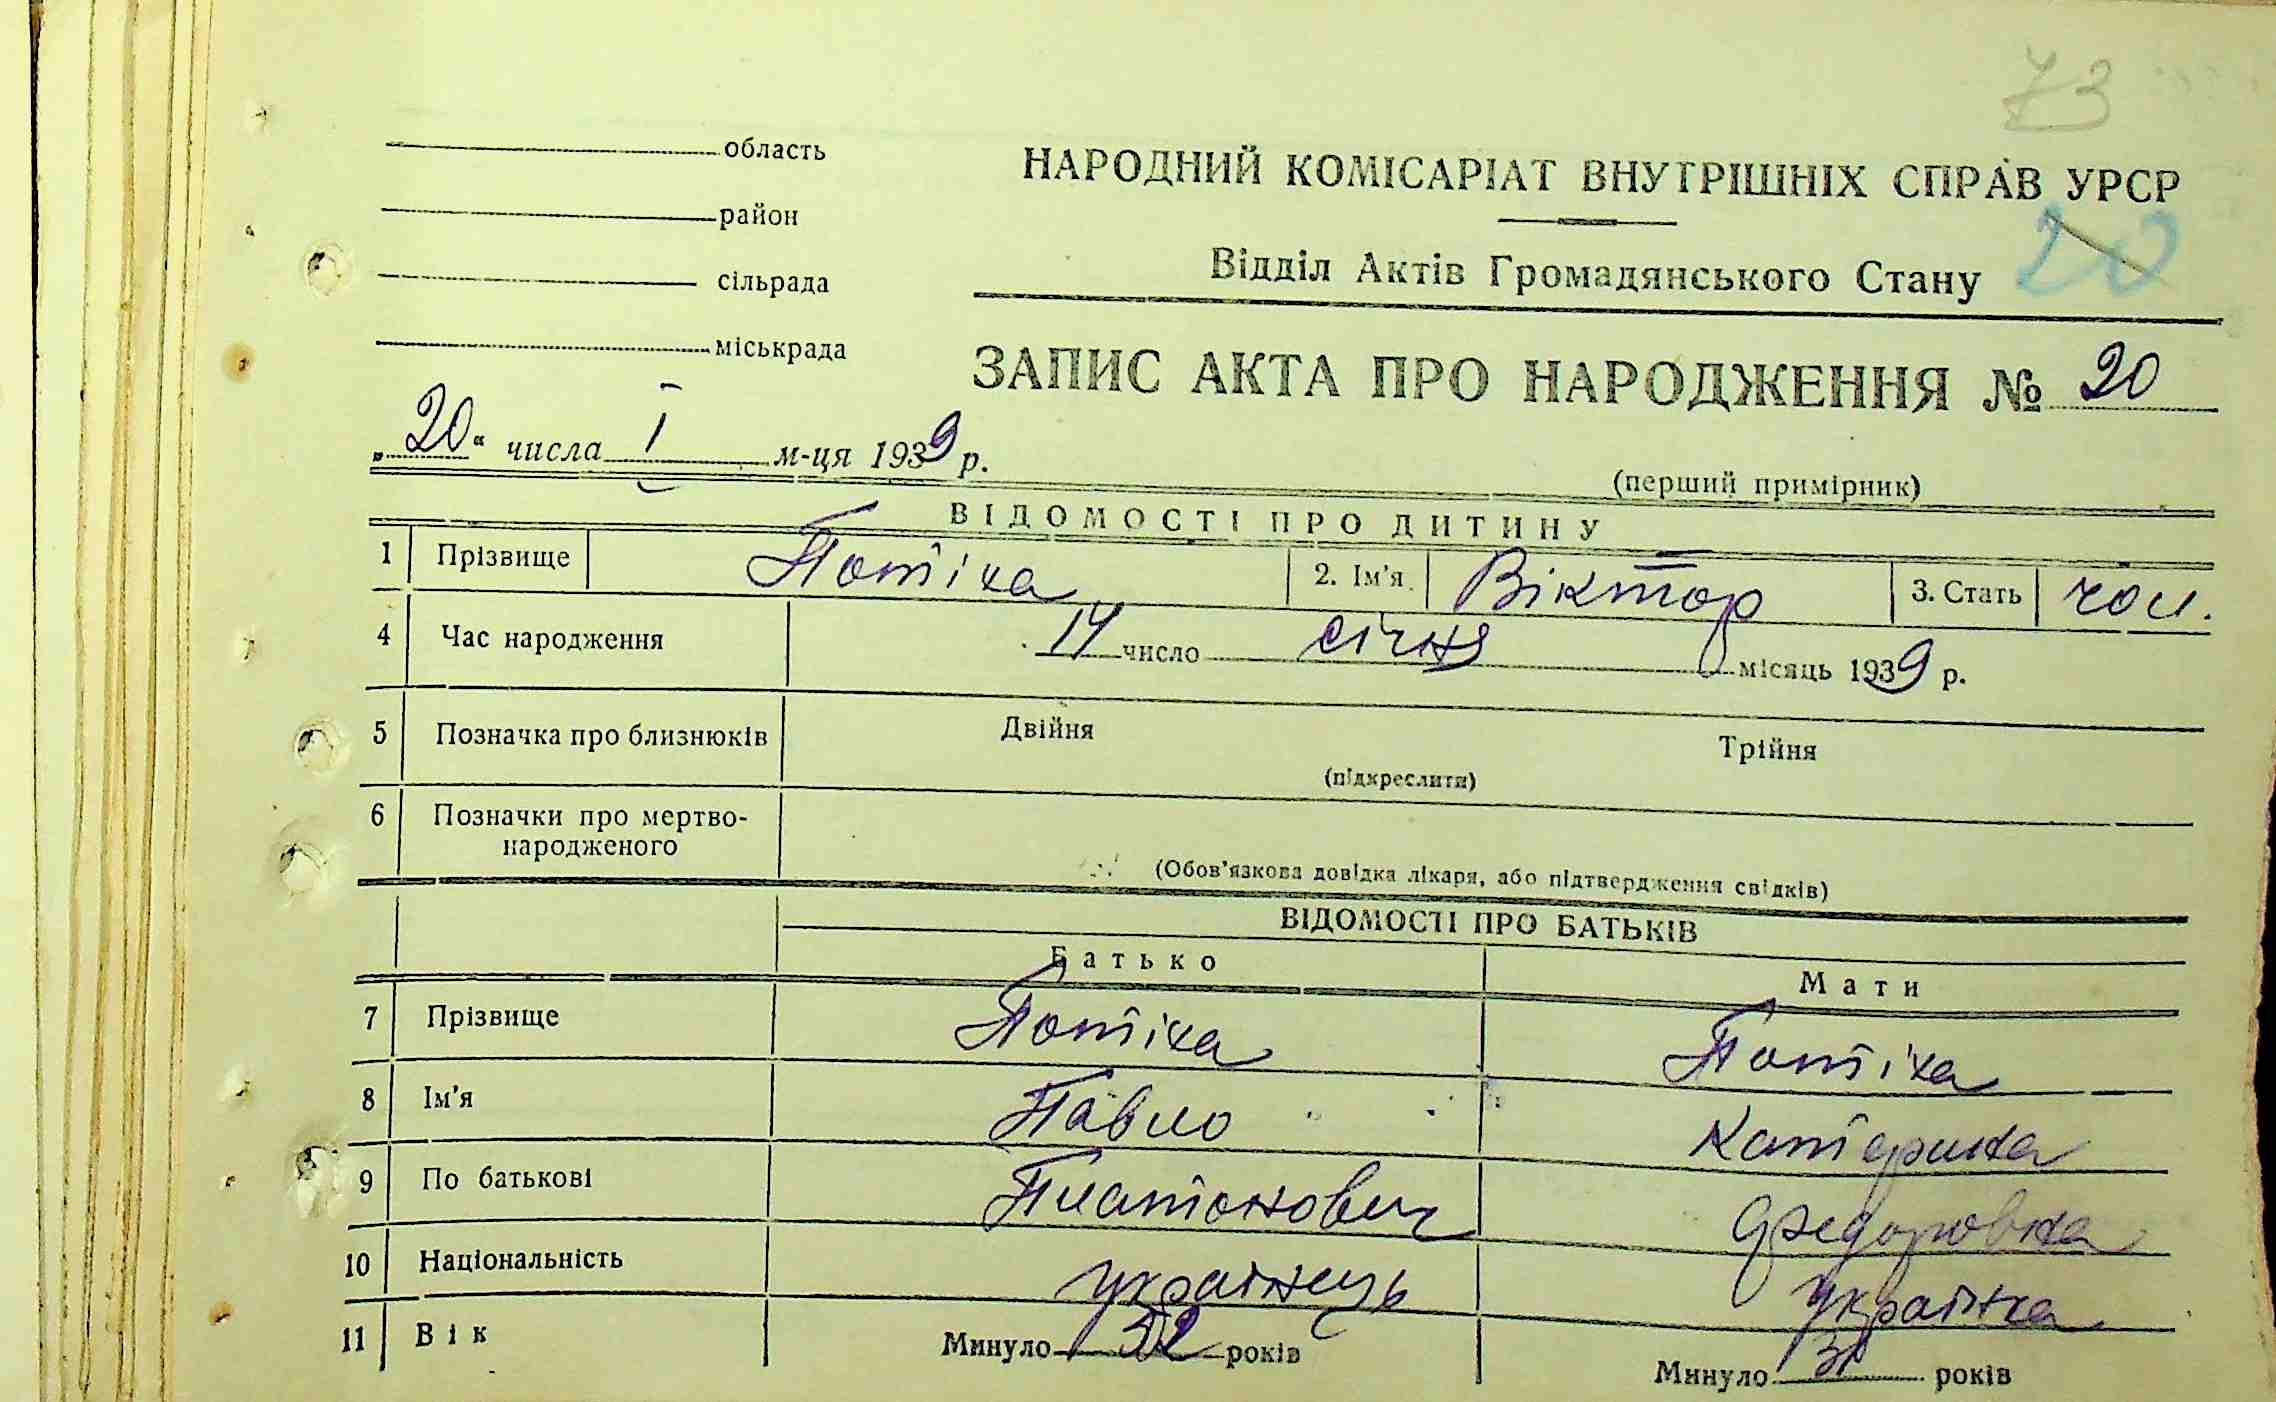 73
область
район
сільрада
міськрада
НАРОДНИЙ КОМІСАРІАТ ВНУТРІШНІХ СПРАВ УРСР
Відділ Актів Громадянського Стану
20
ЗАПИС АКТА ПРО НАРОДЖЕННЯ № 20
„20“ числа І м-ця 1939 р.
(перший примірник)
ВІДОМОСТІ ПРО ДИТИНУ
1 Прізвище Потіха 2. Ім’я Віктор 3. Стать чол.
4 Час народження 14 число січня місяць 1939 р.
5 Позначка про близнюків Двійня Трійня
(підкреслити)
6 Позначки про мертво-
народженого
(Обов’язкова довідка лікаря, або підтвердження свідків)
ВІДОМОСТІ ПРО БАТЬКІВ
Батько Мати
7 Прізвище Потіха Потіха
8 Ім’я Павло Катерина
9 По батькові Платонович Федоровна
10 Національність українець українка
11 Вік Минуло 32 років Минуло років